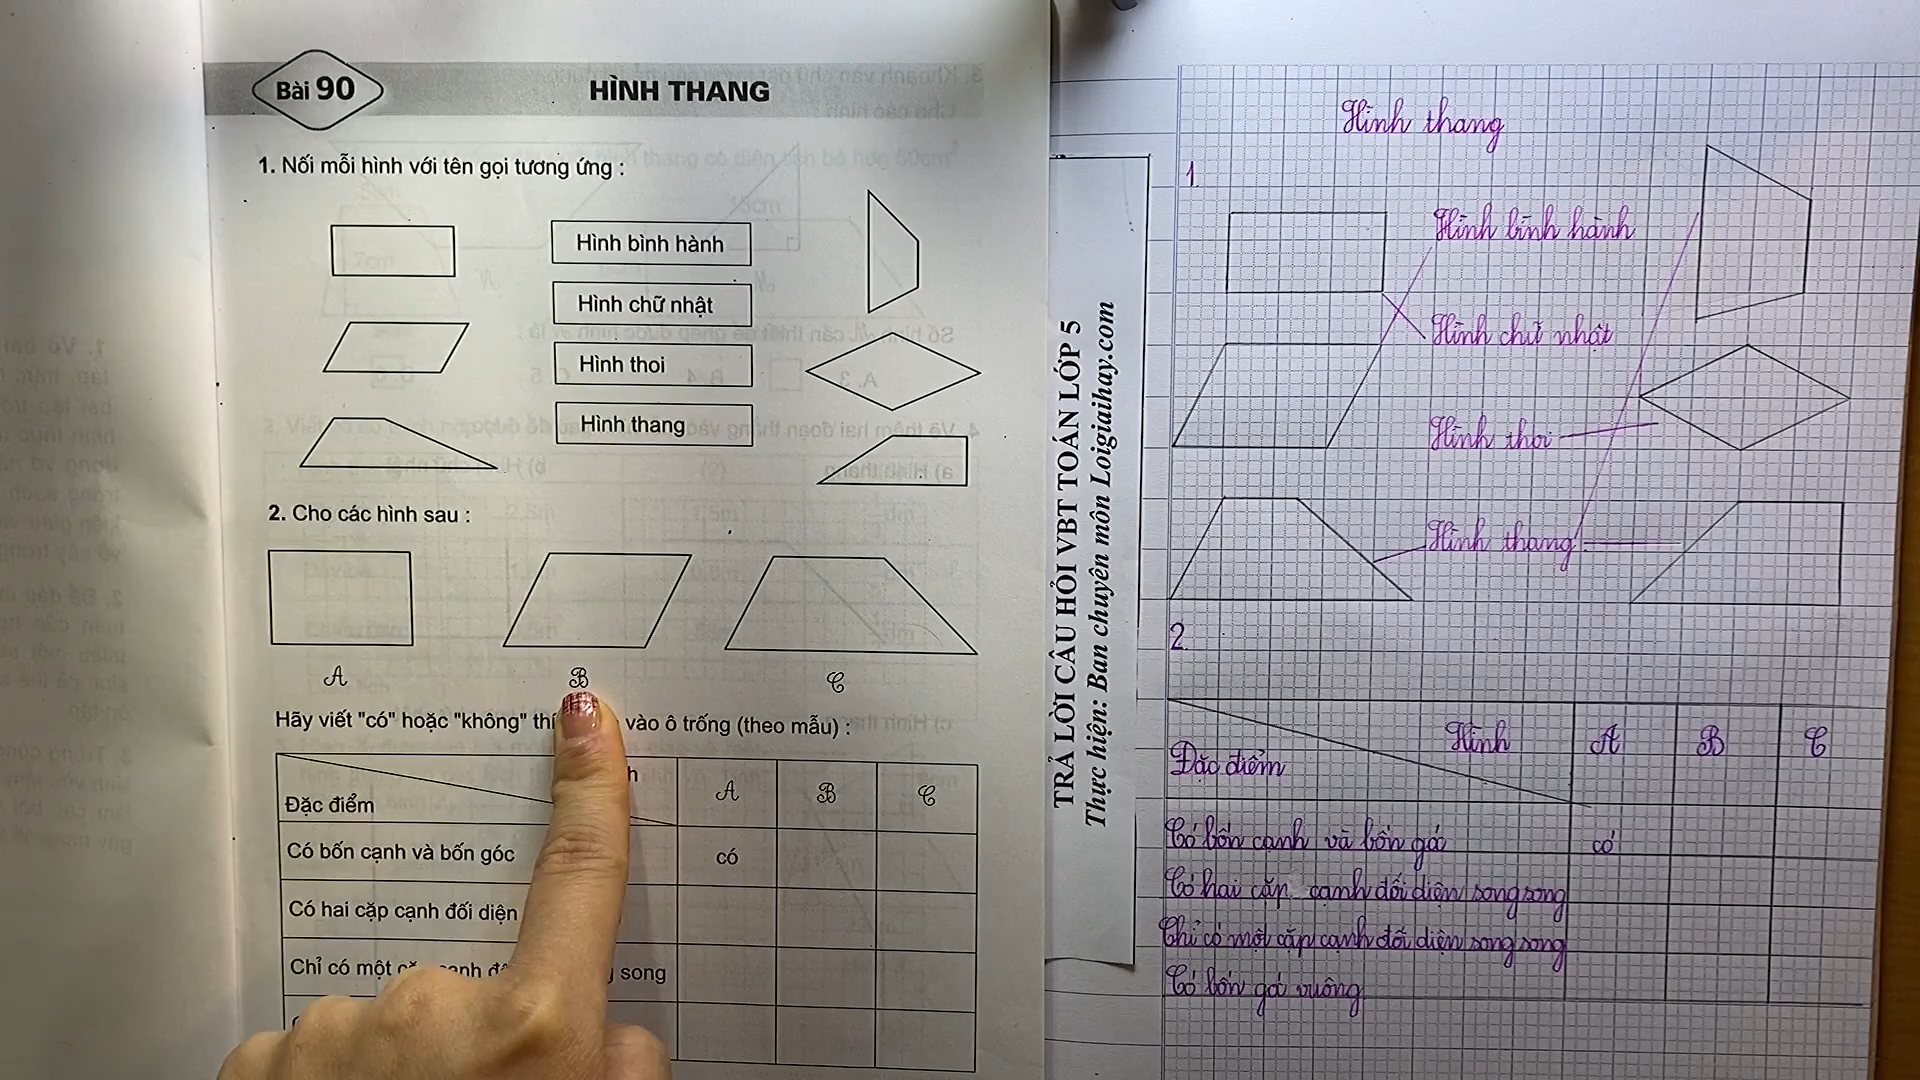 Bài 90
HÌNH THANG
1. Nối mỗi hình với tên gọi tương ứng :
Hình bình hành
Hình chữ nhật
Hình thoi
Hình thang
2. Cho các hình sau :
A B C
Hãy viết "có" hoặc "không" vào ô trống (theo mẫu) :
Đặc điểm A B C
Có bốn cạnh và bốn góc có
Có hai cặp cạnh đối diện
Chỉ có một song
TRẢ LỜI CÂU HỎI VBT TOÁN LỚP 5
Thực hiện: Ban chuyên môn Loigiaihay.com
Hình thang
1.
Hình bình hành
Hình chữ nhật
Hình thoi
Hình thang
2.
Hình A B C
Đặc điểm
Có bốn cạnh và bốn góc có
Có hai cặp cạnh đối diện song song
Chỉ có một cặp cạnh đối diện song song
Có bốn góc vuông